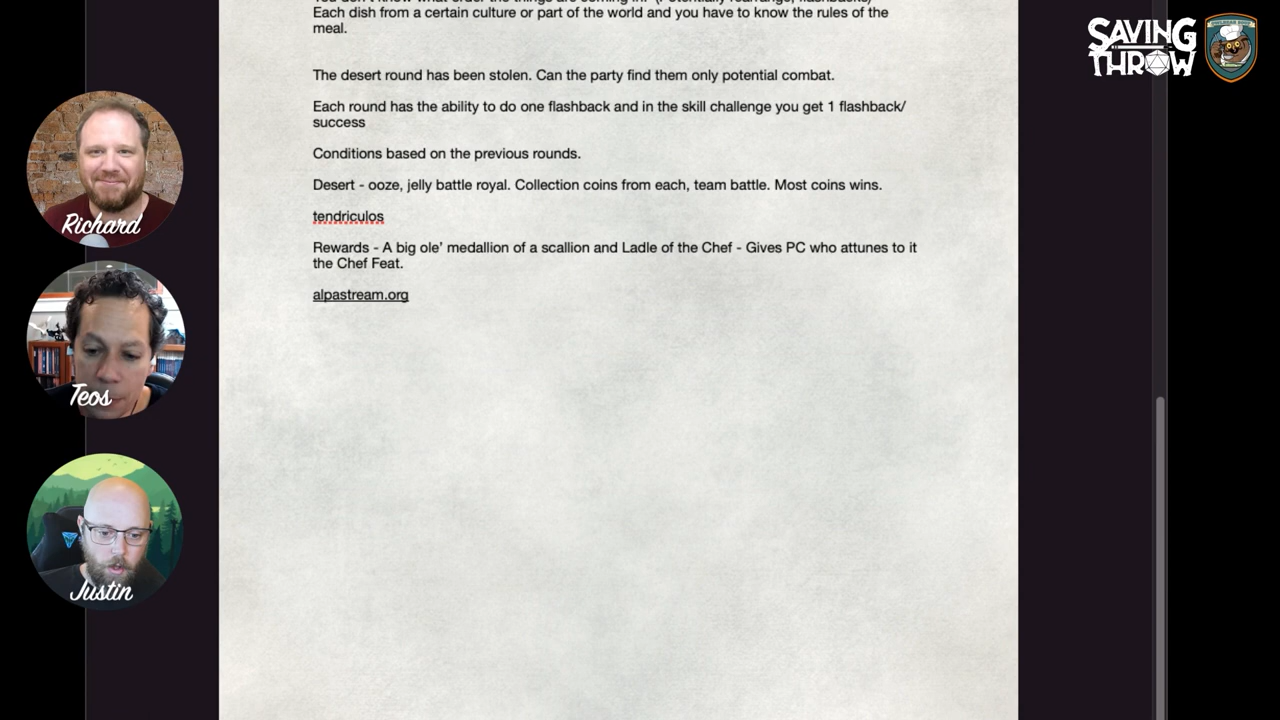 Each dish from a certain culture or part of the world and you have to know the rules of the
meal.
The desert round has been stolen. Can the party find them only potential combat.
Each round has the ability to do one flashback and in the skill challenge you get 1 flashback/
success
Conditions based on the previous rounds.
Desert - ooze, jelly battle royal. Collection coins from each, team battle. Most coins wins.
tendriculos
Rewards - A big ole’ medallion of a scallion and Ladle of the Chef - Gives PC who attunes to it
the Chef Feat.
alpastream.org
Richard
Teos
Justin
SAVING
THROW